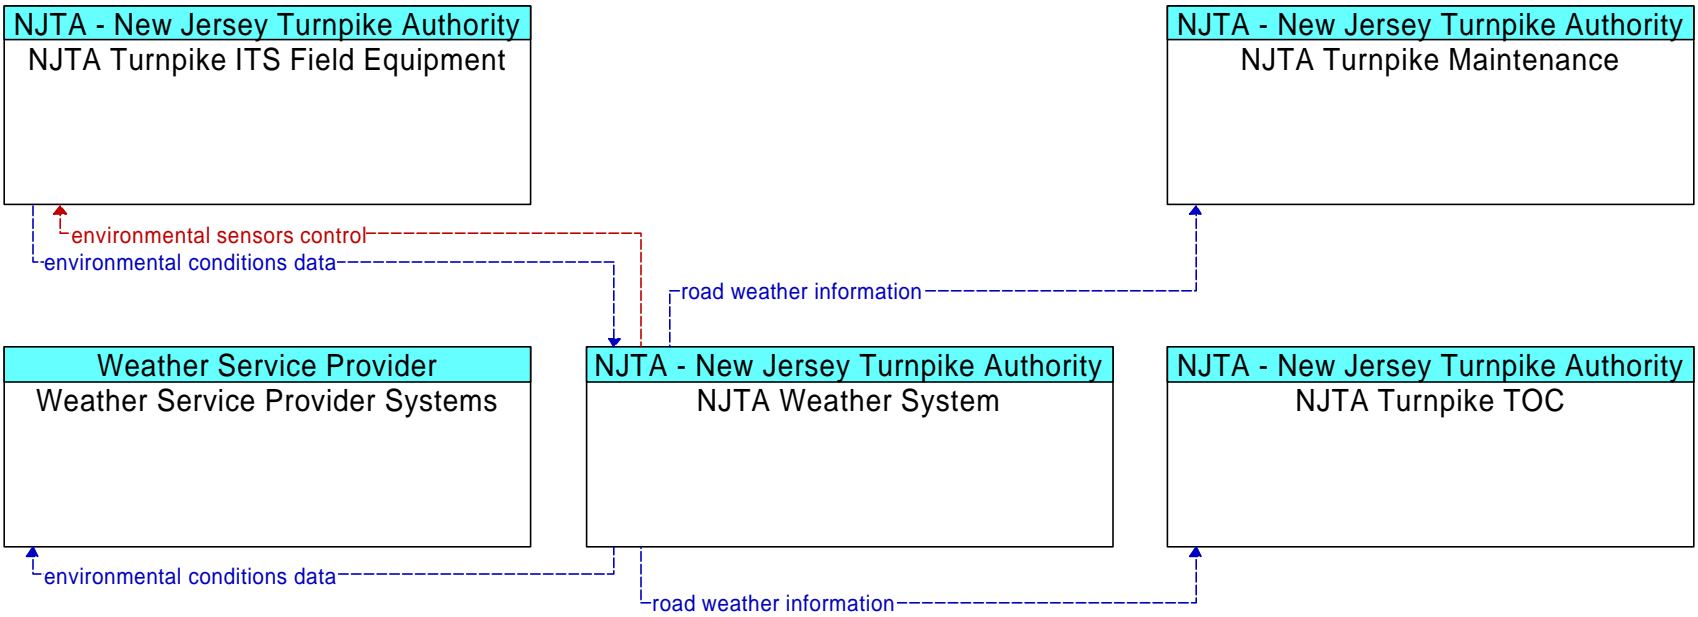 NJTA - New Jersey Turnpike Authority
NJTA Turnpike ITS Field Equipment
NJTA - New Jersey Turnpike Authority
NJTA Turnpike Maintenance
environmental sensors control
environmental conditions data
road weather information
Weather Service Provider
Weather Service Provider Systems
NJTA - New Jersey Turnpike Authority
NJTA Weather System
NJTA - New Jersey Turnpike Authority
NJTA Turnpike TOC
environmental conditions data
road weather information